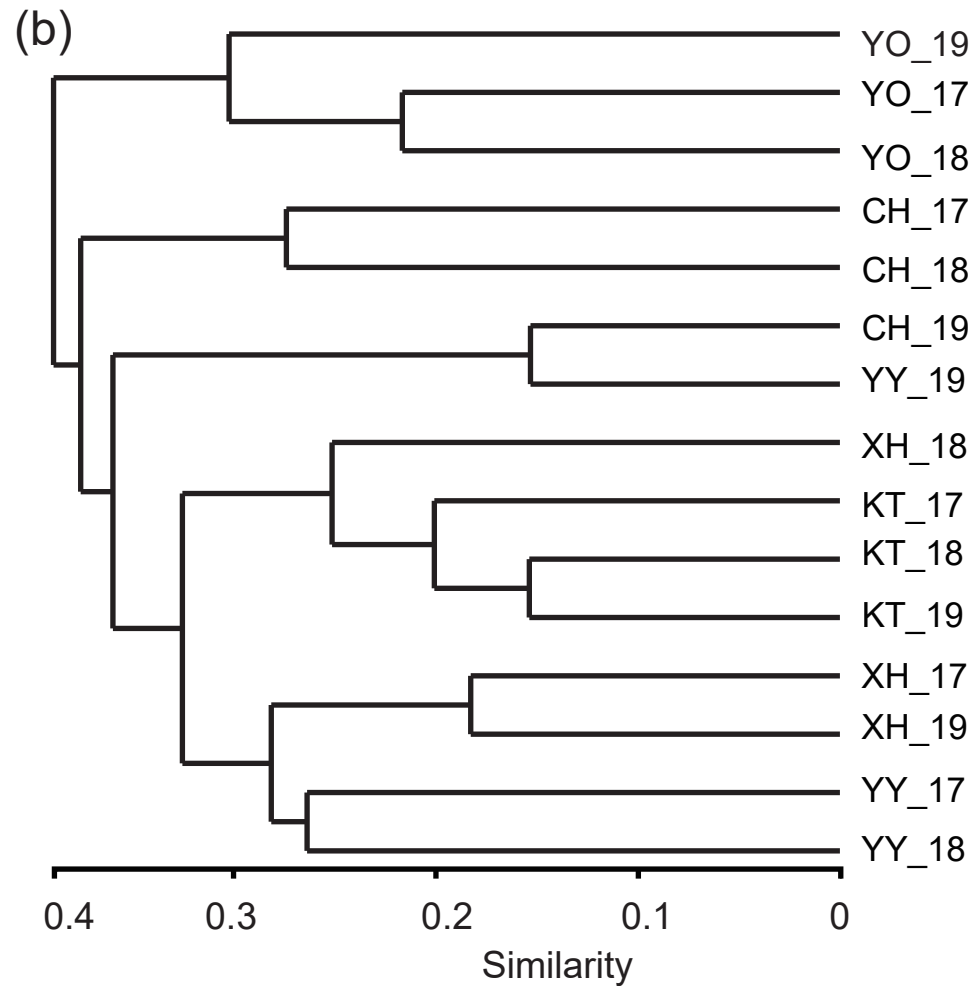 (b)
YO_19
YO_17
YO_18
CH_17
CH_18
CH_19
YY_19
XH_18
KT_17
KT_18
KT_19
XH_17
XH_19
YY_17
YY_18
0.4 0.3 0.2 0.1 0
Similarity